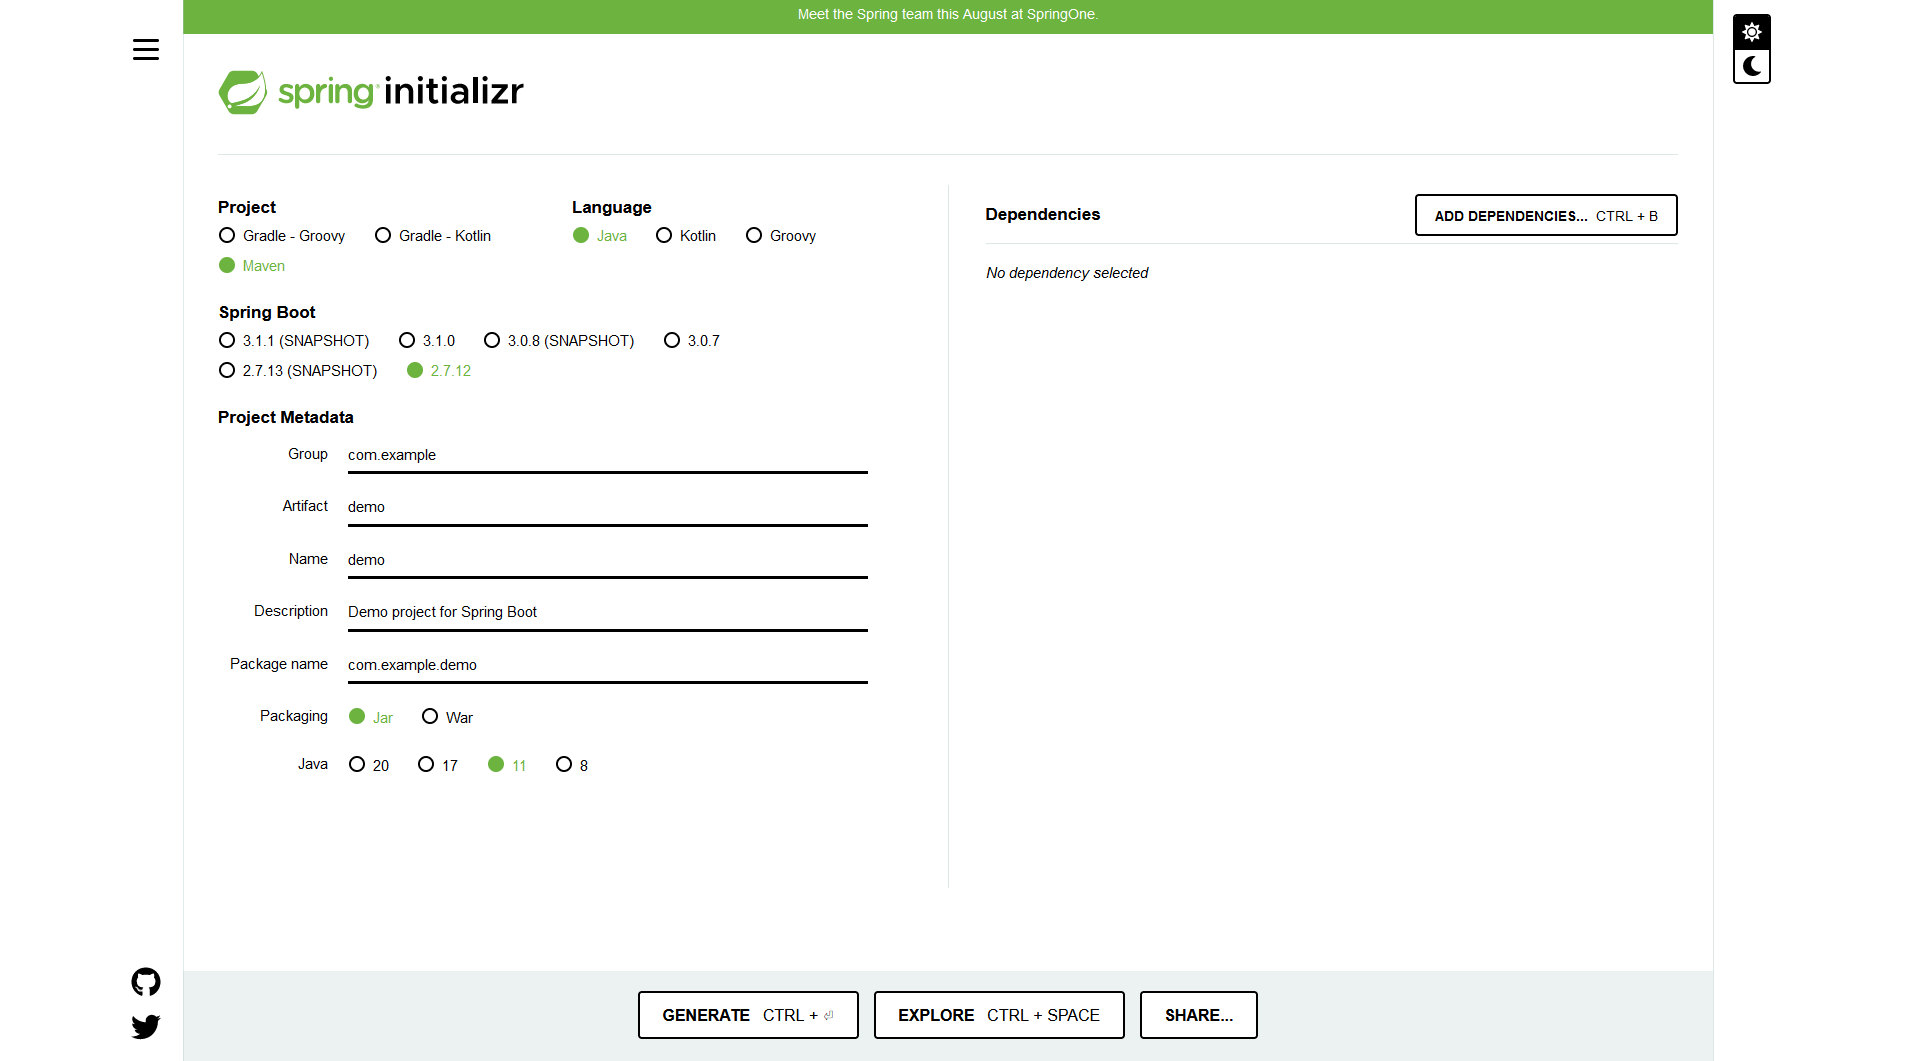 Meet the Spring team this August at SpringOne.
spring initializr
Project
Gradle - Groovy Gradle - Kotlin
Maven
Language
Java Kotlin Groovy
Spring Boot
3.1.1 (SNAPSHOT) 3.1.0 3.0.8 (SNAPSHOT) 3.0.7
2.7.13 (SNAPSHOT) 2.7.12
Project Metadata
Group com.example
Artifact demo
Name demo
Description Demo project for Spring Boot
Package name com.example.demo
Packaging Jar War
Java 20 17 11 8
Dependencies
ADD DEPENDENCIES... CTRL + B
No dependency selected
GENERATE CTRL + ⏎ EXPLORE CTRL + SPACE SHARE...